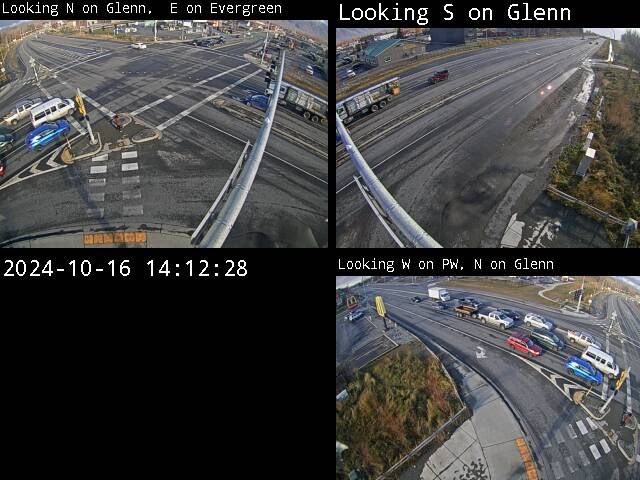 Looking N on Glenn, E on Evergreen
Looking S on Glenn
2024-10-16 14:12:28
Looking W on PW, N on Glenn